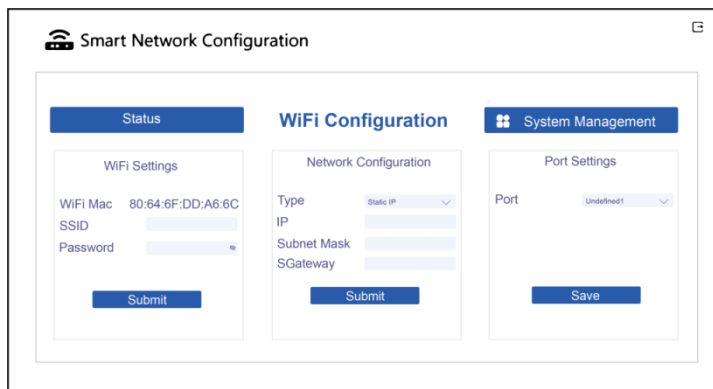 Smart Network Configuration
Status
WiFi Configuration
System Management
WiFi Settings
WiFi Mac 80:64:6F:DD:A6:6C
SSID
Password
Submit
Network Configuration
Type Static IP
IP
Subnet Mask
SGateway
Submit
Port Settings
Port Undefined1
Save